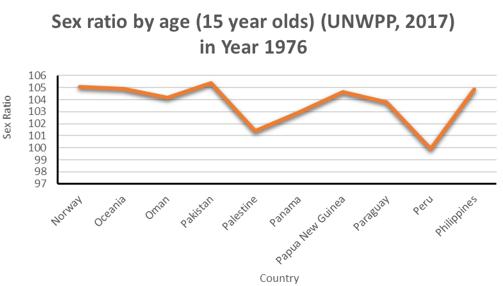 Sex ratio by age (15 year olds) (UNWPP, 2017)
in Year 1976
106
105
104
103
102
101
100
99
98
97
Sex Ratio
Norway
Oceania
Oman
Pakistan
Palestine
Panama
Papua New Guinea
Paraguay
Peru
Philippines
Country